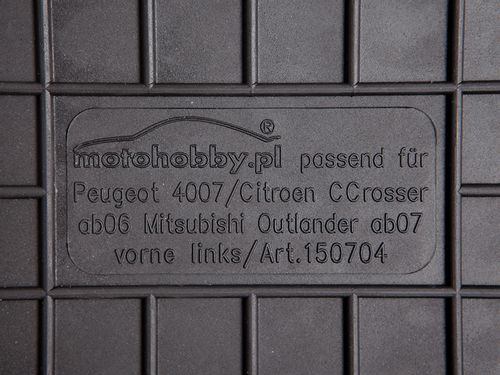 motohobby.pl® passend für
Peugeot 4007/Citroen CCrosser
ab06 Mitsubishi Outlander ab07
vorne links/Art.150704